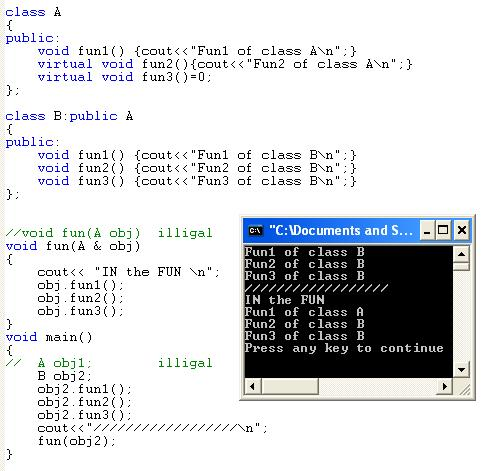 class A
{
public:
void fun1() {cout<<"Fun1 of class A\n";}
virtual void fun2(){cout<<"Fun2 of class A\n";}
virtual void fun3()=0;
};
class B:public A
{
public:
void fun1() {cout<<"Fun1 of class B\n";}
void fun2() {cout<<"Fun2 of class B\n";}
void fun3() {cout<<"Fun3 of class B\n";}
};
//void fun(A obj)  illigal
void fun(A & obj)
{
cout<< "IN the FUN \n";
obj.fun1();
obj.fun2();
obj.fun3();
}
void main()
{
//  A obj1;       illigal
B obj2;
obj2.fun1();
obj2.fun2();
obj2.fun3();
cout<<"//////////////////\n";
fun(obj2);
}
"C:\Documents and S...
Fun1 of class B
Fun2 of class B
Fun3 of class B
//////////////////
IN the FUN
Fun1 of class A
Fun2 of class B
Fun3 of class B
Press any key to continue